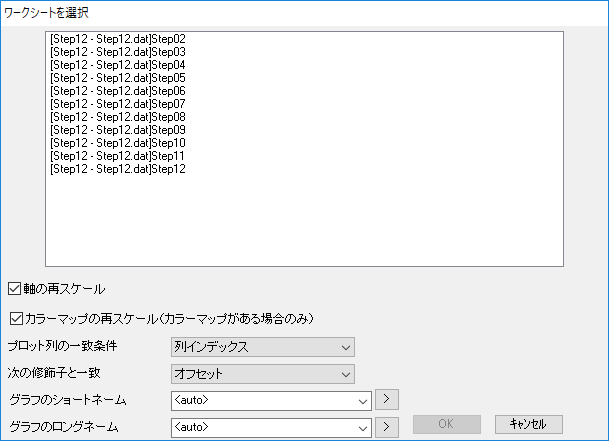 ワークシートを選択
[Step12 - Step12.dat]Step02
[Step12 - Step12.dat]Step03
[Step12 - Step12.dat]Step04
[Step12 - Step12.dat]Step05
[Step12 - Step12.dat]Step06
[Step12 - Step12.dat]Step07
[Step12 - Step12.dat]Step08
[Step12 - Step12.dat]Step09
[Step12 - Step12.dat]Step10
[Step12 - Step12.dat]Step11
[Step12 - Step12.dat]Step12
軸の再スケール
カラーマップの再スケール(カラーマップがある場合のみ)
プロット列の一致条件 列インデックス
次の修飾子と一致 オフセット
グラフのショートネーム <auto> >
グラフのロングネーム <auto> > OK キャンセル